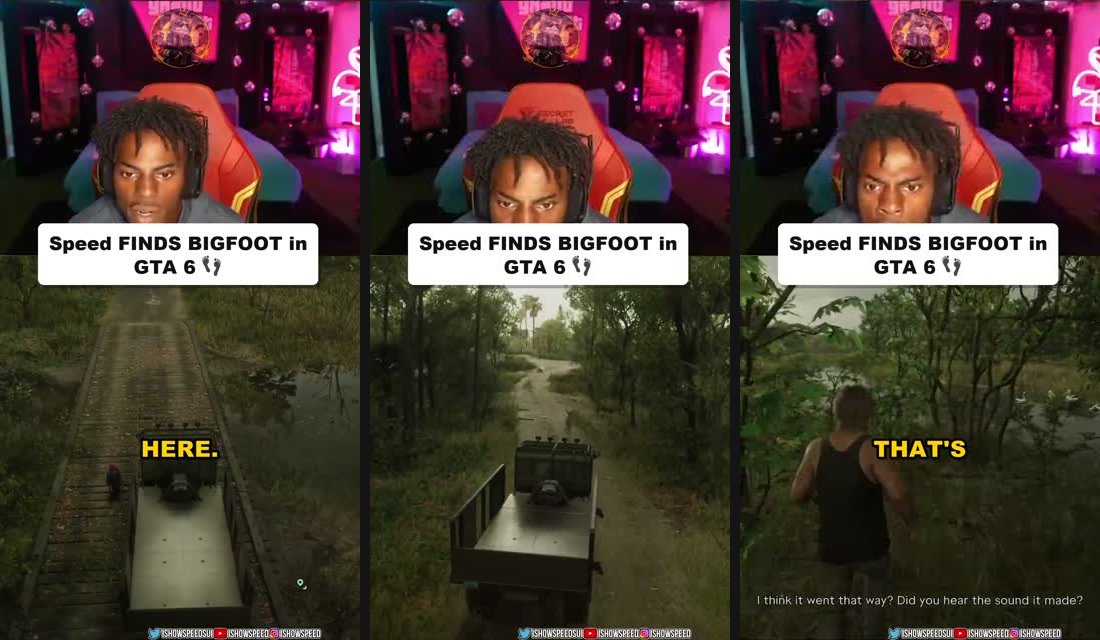 Speed FINDS BIGFOOT in
GTA 6
HERE.
ISHOWSPEEDSUI ISHOWSPEED ISHOWSPEED
SECRET
Speed FINDS BIGFOOT in
GTA 6
ISHOWSPEEDSUI ISHOWSPEED ISHOWSPEED
Speed FINDS BIGFOOT in
GTA 6
THAT'S
I think it went that way? Did you hear the sound it made?
ISHOWSPEEDSUI ISHOWSPEED ISHOWSPEED